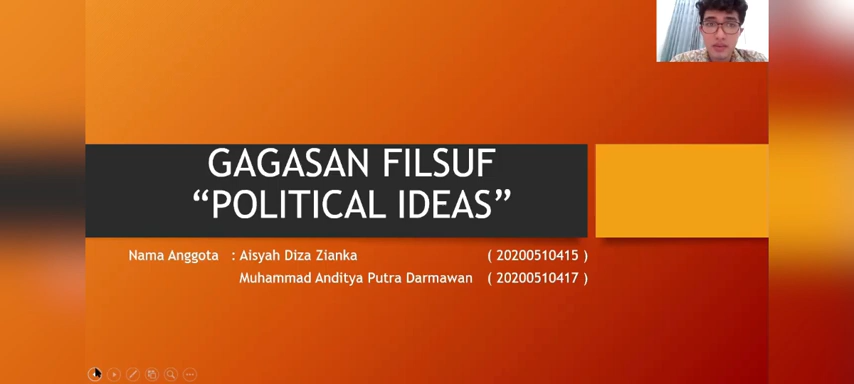 GAGASAN FILSUF
“POLITICAL IDEAS”
Nama Anggota : Aisyah Diza Zianka ( 20200510415 )
Muhammad Anditya Putra Darmawan ( 20200510417 )